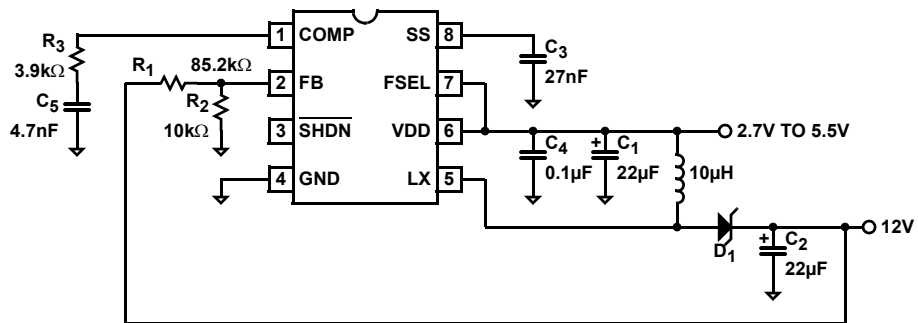 1 COMP
SS 8
R3
3.9kΩ
C3
27nF
R1
85.2kΩ
2 FB
FSEL 7
C5
4.7nF
R2
10kΩ
3 SHDN
VDD 6
2.7V TO 5.5V
C4
0.1µF
+ C1
22µF
10µH
4 GND
LX 5
12V
D1
+ C2
22µF